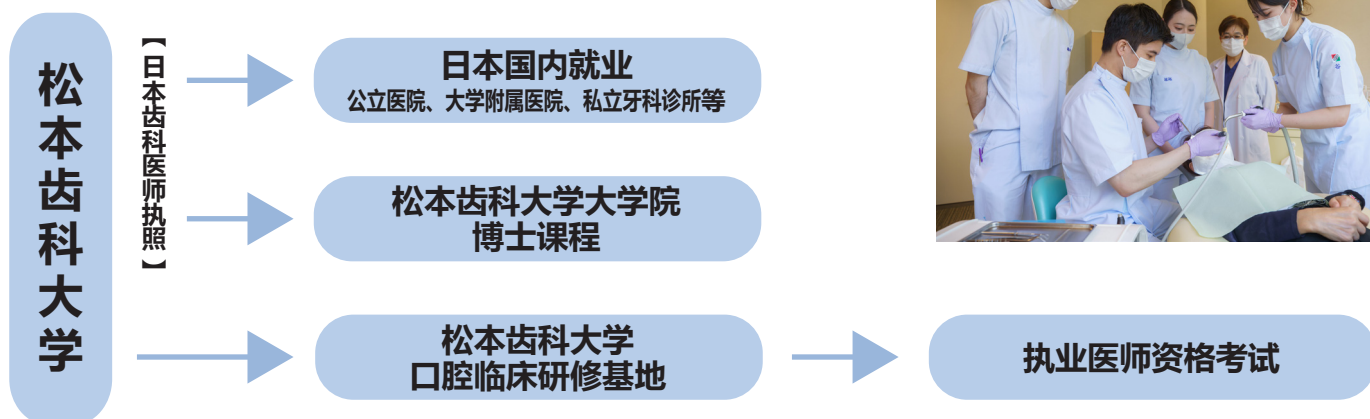 松本齿科大学
【日本齿科医师执照】
日本国内就业
公立医院、大学附属医院、私立牙科诊所等
松本齿科大学大学院
博士课程
松本齿科大学
口腔临床研修基地
执业医师资格考试